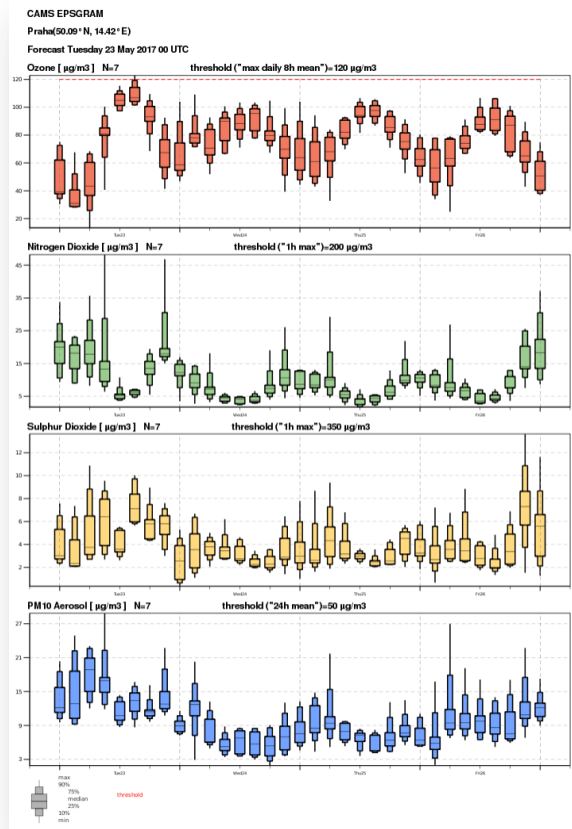 CAMS EPSGRAM
Praha(50.09°N, 14.42°E)
Forecast Tuesday 23 May 2017 00 UTC
Ozone [ µg/m3 ] N=7 threshold ("max daily 8h mean")=120 µg/m3
120
100
80
60
40
20
Tue23 Wed24 Thu25 Fri26
Nitrogen Dioxide [ µg/m3 ] N=7 threshold ("1h max")=200 µg/m3
45
35
25
15
5
Tue23 Wed24 Thu25 Fri26
Sulphur Dioxide [ µg/m3 ] N=7 threshold ("1h max")=350 µg/m3
12
10
8
6
4
2
Tue23 Wed24 Thu25 Fri26
PM10 Aerosol [ µg/m3 ] N=7 threshold ("24h mean")=50 µg/m3
27
21
15
9
3
Tue23 Wed24 Thu25 Fri26
max
90%
75%
median
25%
10%
min
threshold